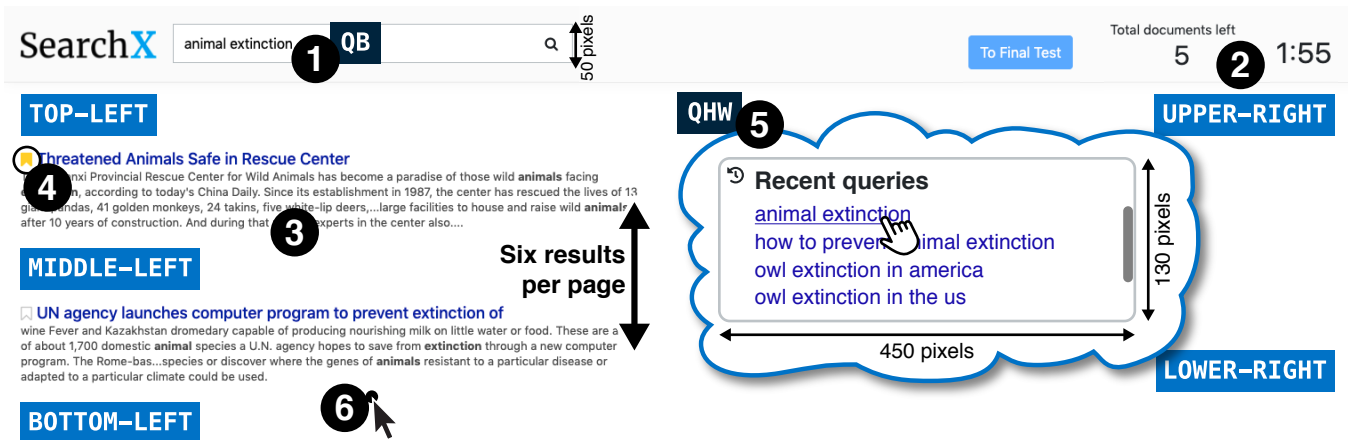 SearchX
animal extinction
1
QB
50 pixels
To Final Test
Total documents left
5
2
1:55
TOP-LEFT
QHW
5
UPPER-RIGHT
Threatened Animals Safe in Rescue Center
4
anxi Provincial Rescue Center for Wild Animals has become a paradise of those wild animals facing
n, according to today's China Daily. Since its establishment in 1987, the center has rescued the lives of 13
pandas, 41 golden monkeys, 24 takins, five white-lip deers,...large facilities to house and raise wild animals
after 10 years of construction. And during that experts in the center also....
3
Six results
per page
MIDDLE-LEFT
UN agency launches computer program to prevent extinction of
wine Fever and Kazakhstan dromedary capable of producing nourishing milk on little water or food. These are a
of about 1,700 domestic animal species a U.N. agency hopes to save from extinction through a new computer
program. The Rome-bas...species or discover where the genes of animals resistant to a particular disease or
adapted to a particular climate could be used.
6
BOTTOM-LEFT
Recent queries
animal extinction
how to prevent animal extinction
owl extinction in america
owl extinction in the us
130 pixels
450 pixels
LOWER-RIGHT